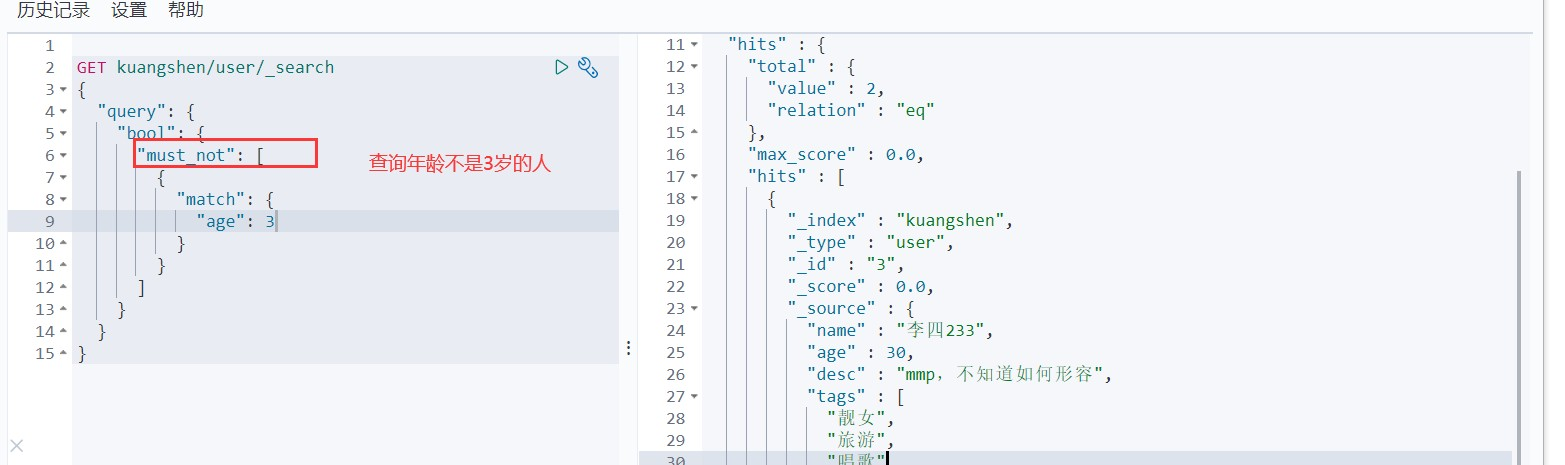 历史记录 设置 帮助
1
2 GET kuangshen/user/_search
3 {
4 "query": {
5 "bool": {
6 "must_not": [
查询年龄不是3岁的人
7 {
8 "match": {
9 "age": 3
10 }
11 }
12 ]
13 }
14 }
15 }
11 "hits" : {
12 "total" : {
13 "value" : 2,
14 "relation" : "eq"
15 },
16 "max_score" : 0.0,
17 "hits" : [
18 {
19 "_index" : "kuangshen",
20 "_type" : "user",
21 "_id" : "3",
22 "_score" : 0.0,
23 "_source" : {
24 "name" : "李四233",
25 "age" : 30,
26 "desc" : "mmp，不知道如何形容",
27 "tags" : [
28 "靓女",
29 "旅游",
30 "唱歌"